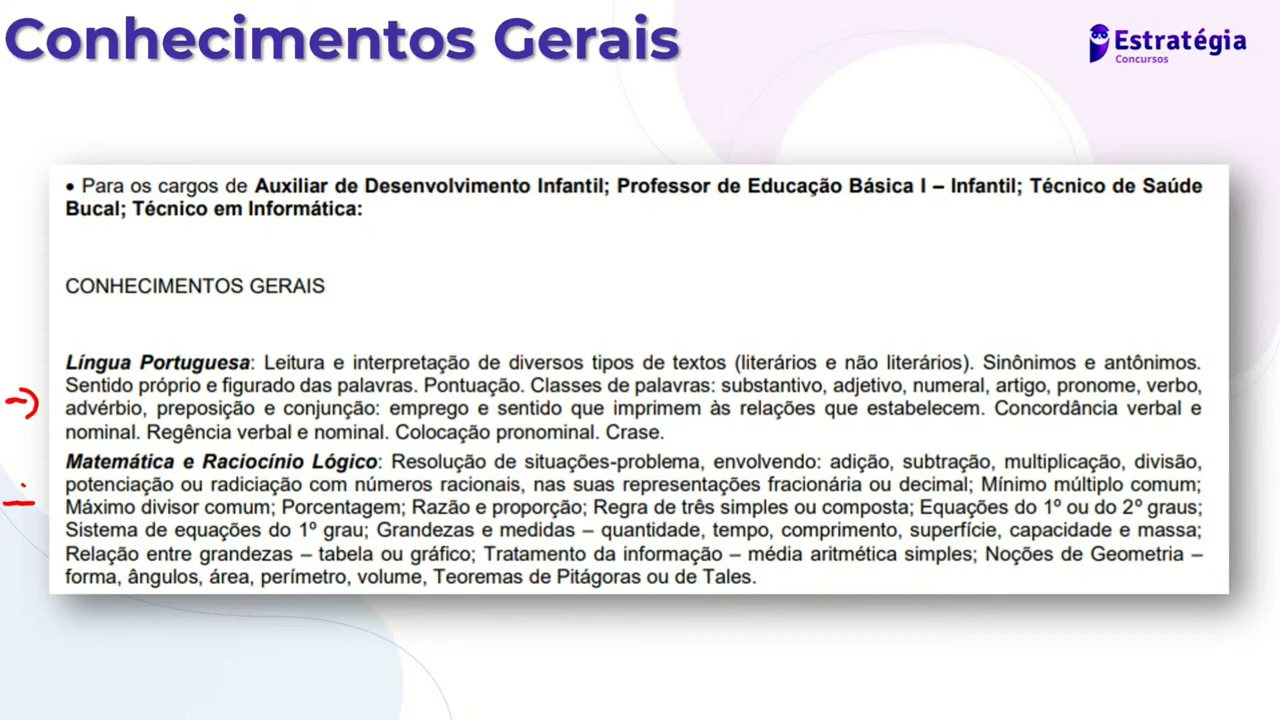 Conhecimentos Gerais
Estratégia
Concursos
• Para os cargos de Auxiliar de Desenvolvimento Infantil; Professor de Educação Básica I – Infantil; Técnico de Saúde
Bucal; Técnico em Informática:
CONHECIMENTOS GERAIS
Língua Portuguesa: Leitura e interpretação de diversos tipos de textos (literários e não literários). Sinônimos e antônimos.
Sentido próprio e figurado das palavras. Pontuação. Classes de palavras: substantivo, adjetivo, numeral, artigo, pronome, verbo,
advérbio, preposição e conjunção: emprego e sentido que imprimem às relações que estabelecem. Concordância verbal e
nominal. Regência verbal e nominal. Colocação pronominal. Crase.
Matemática e Raciocínio Lógico: Resolução de situações-problema, envolvendo: adição, subtração, multiplicação, divisão,
potenciação ou radiciação com números racionais, nas suas representações fracionária ou decimal; Mínimo múltiplo comum;
Máximo divisor comum; Porcentagem; Razão e proporção; Regra de três simples ou composta; Equações do 1º ou do 2º graus;
Sistema de equações do 1º grau; Grandezas e medidas – quantidade, tempo, comprimento, superfície, capacidade e massa;
Relação entre grandezas – tabela ou gráfico; Tratamento da informação – média aritmética simples; Noções de Geometria –
forma, ângulos, área, perímetro, volume, Teoremas de Pitágoras ou de Tales.